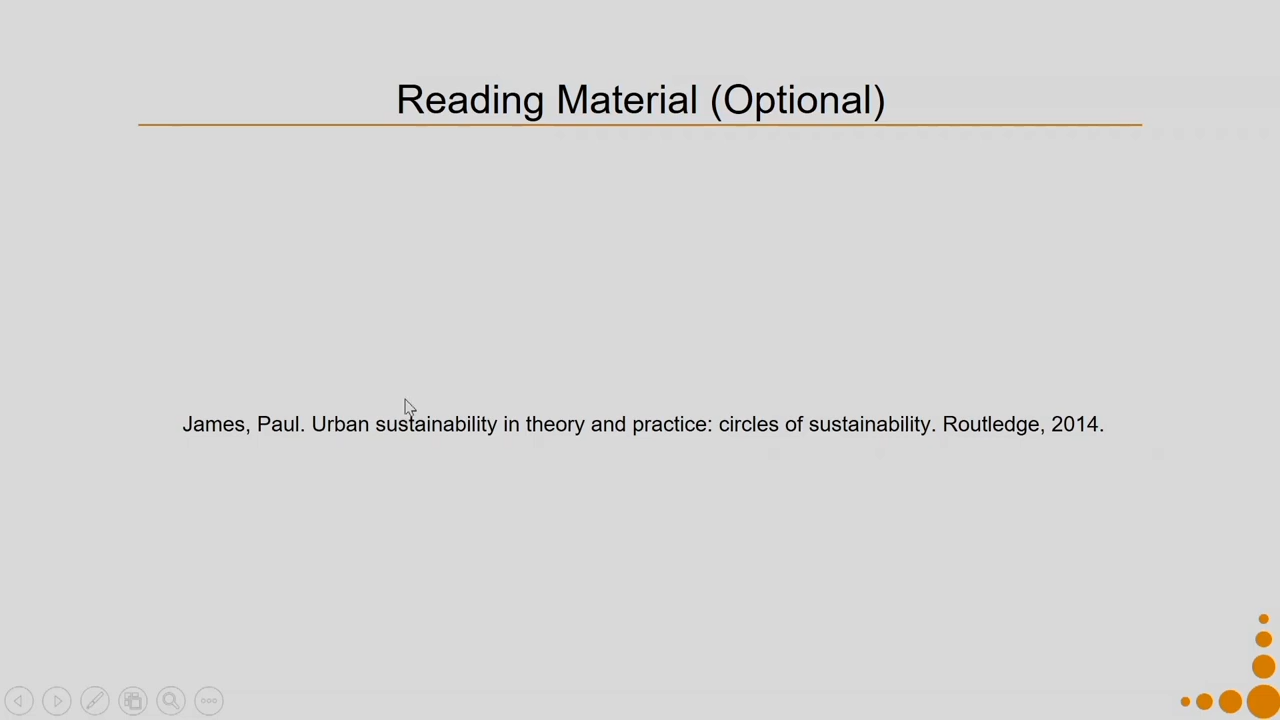 Reading Material (Optional)
James, Paul. Urban sustainability in theory and practice: circles of sustainability. Routledge, 2014.